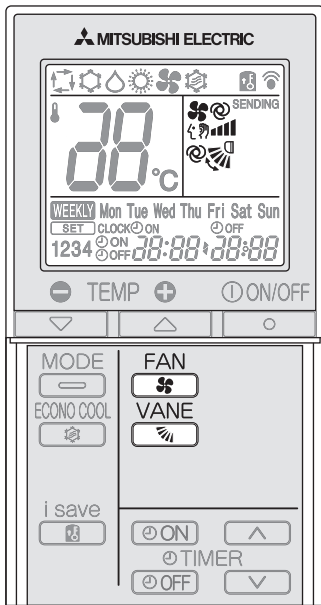 MITSUBISHI ELECTRIC
SENDING
88°C
WEEKLY Mon Tue Wed Thu Fri Sat Sun
SET CLOCK ON OFF
1234 ON OFF 88:88 88:88
TEMP ON/OFF
MODE FAN
ECONO COOL VANE
i save
ON
TIMER
OFF